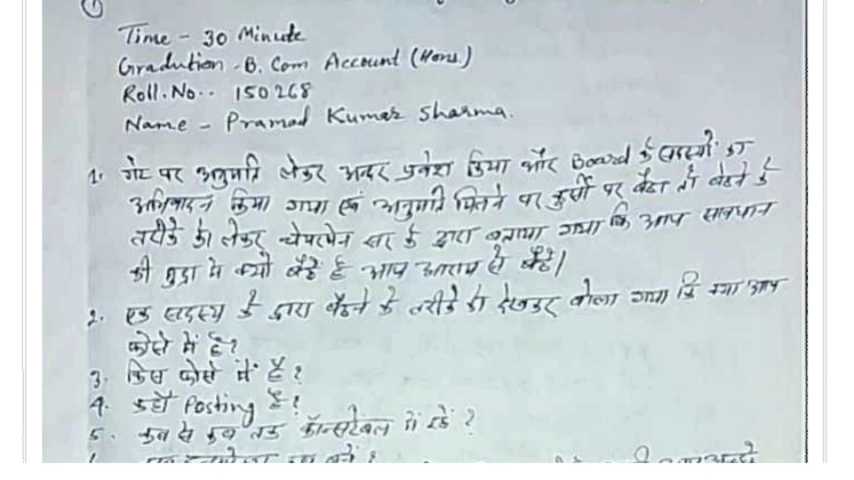 ①
Time - 30 Minute
Gradution - B. Com Account (Hons.)
Roll.No.. 150268
Name - Pramod Kumar Sharma.
1. गेट पर अनुमति लेकर अन्दर प्रवेश किया और Board के सदस्यों का
अभिवादन किया गया एवं अनुमति मिलने पर कुर्सी पर बैठा तो बैठने के
तरीके को लेकर चेयरमेन सर के द्वारा बताया गया कि आप सावधान
की मुद्रा मे क्यों बैठें है आप आराम से बैठें।
2. एक सदस्य के द्वारा बैठने के तरीके को देखकर बोला गया कि क्या आप
फोर्स में है?
3. किस फोर्स में है?
4. कहाँ Posting है?
5. कब से कब तक कॉन्सटेबल में रहें?